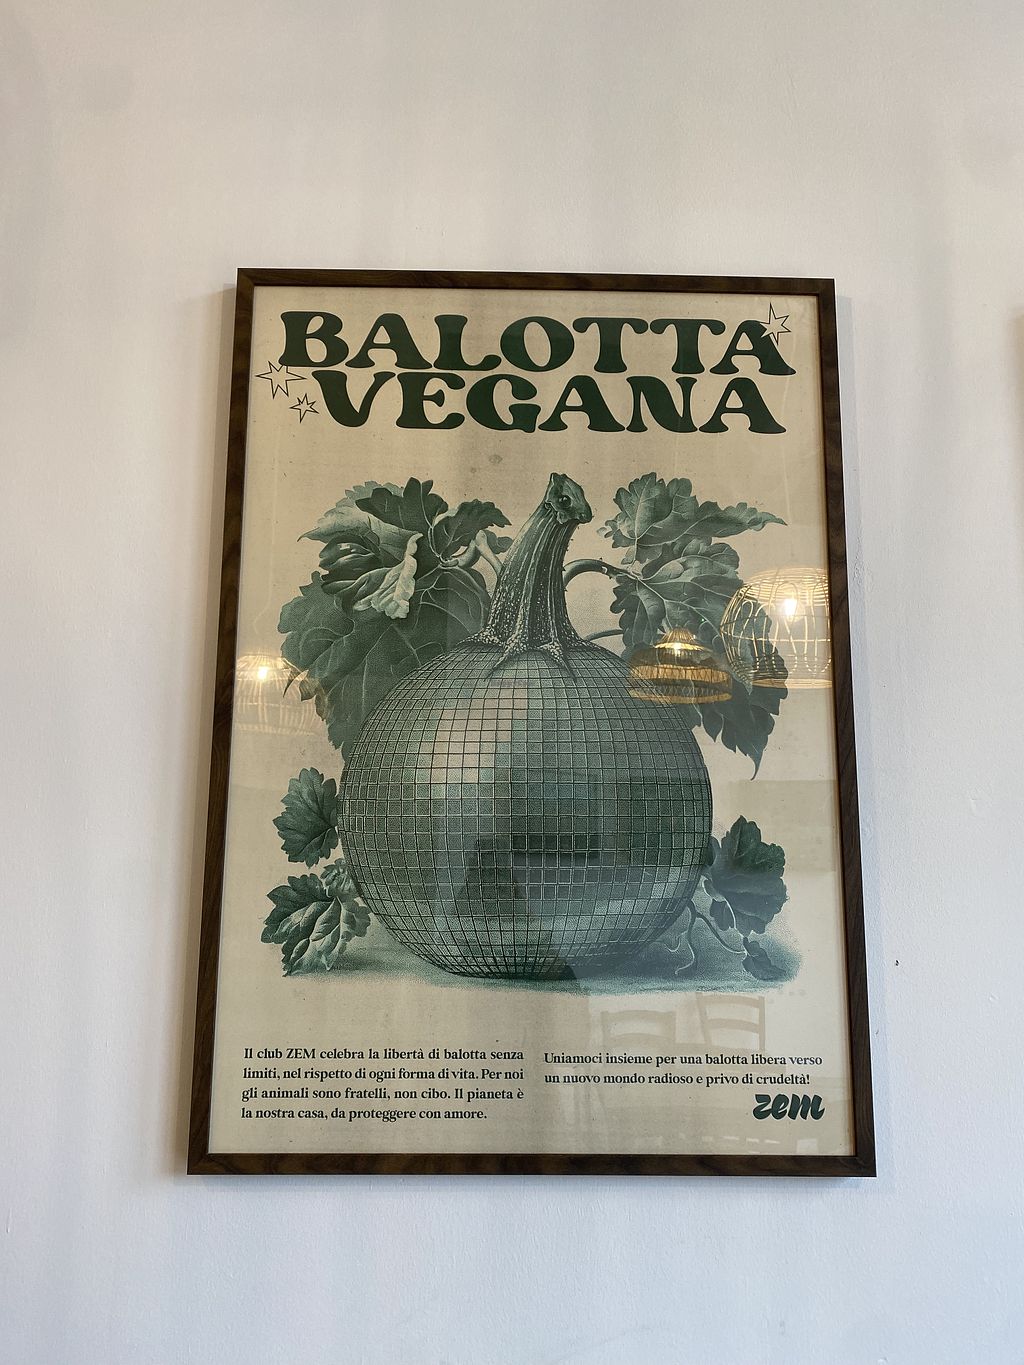 BALOTTA
VEGANA
Il club ZEM celebra la libertà di balotta senza
limiti, nel rispetto di ogni forma di vita. Per noi
gli animali sono fratelli, non cibo. Il pianeta è
la nostra casa, da proteggere con amore.
Uniamoci insieme per una balotta libera verso
un nuovo mondo radioso e privo di crudeltà!
zem